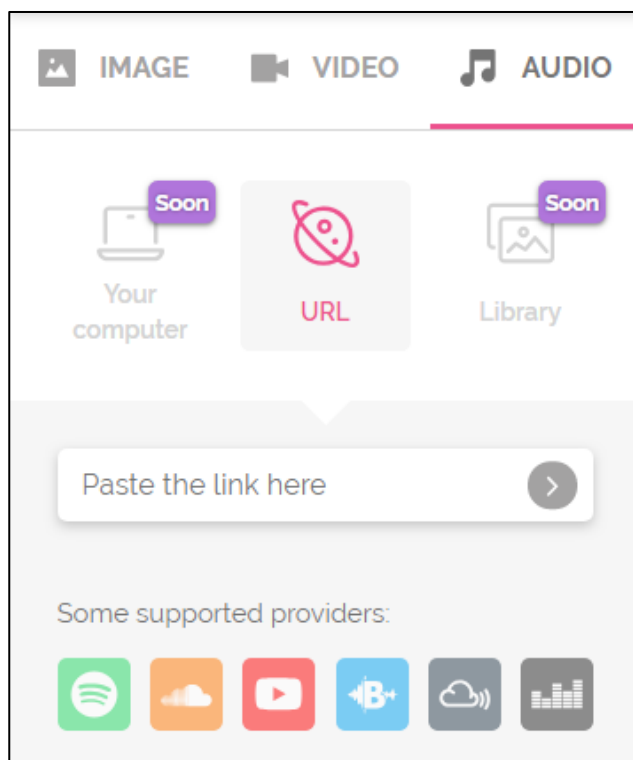 IMAGE VIDEO AUDIO
Soon Soon
Your
computer
URL
Library
Paste the link here
Some supported providers:
B